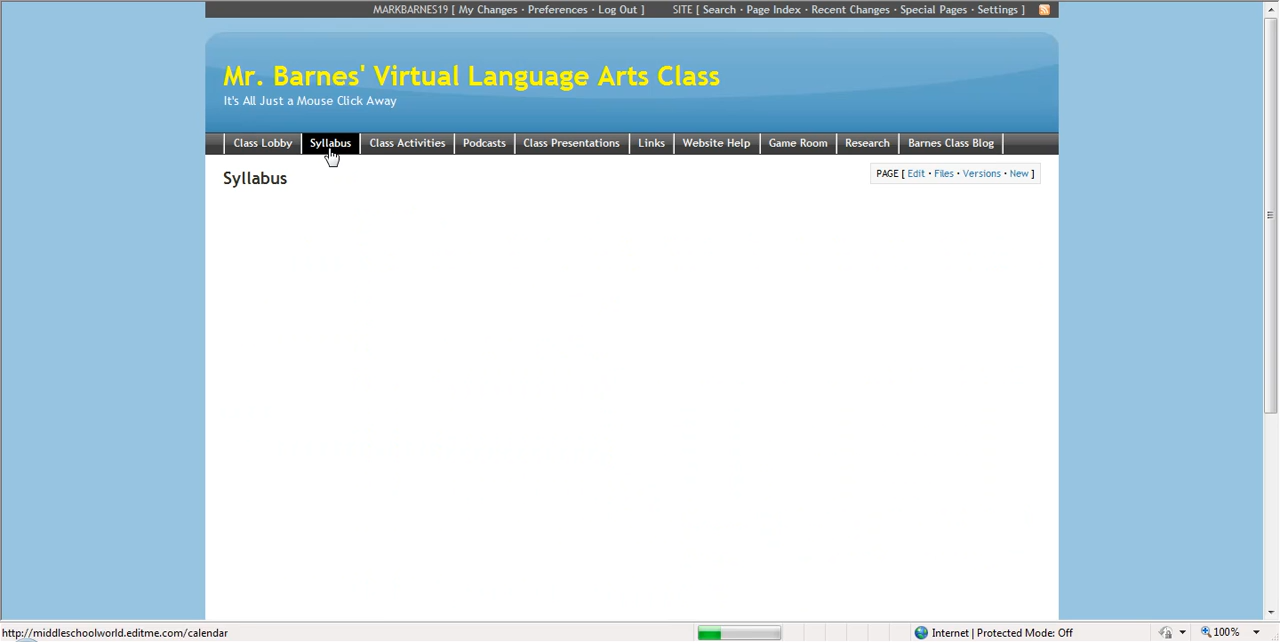 MARKBARNES19 [ My Changes · Preferences · Log Out ] SITE [ Search · Page Index · Recent Changes · Special Pages · Settings ]
Mr. Barnes' Virtual Language Arts Class
It's All Just a Mouse Click Away
Class Lobby Syllabus Class Activities Podcasts Class Presentations Links Website Help Game Room Research Barnes Class Blog
Syllabus PAGE [ Edit · Files · Versions · New ]
http://middleschoolworld.editme.com/calendar Internet | Protected Mode: Off 100%